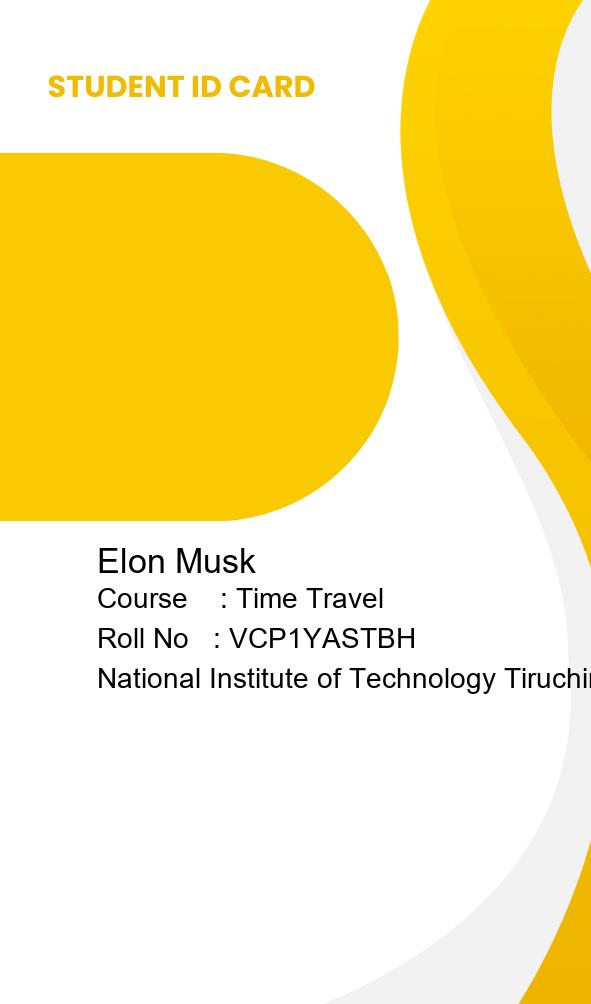 STUDENT ID CARD
Elon Musk
Course : Time Travel
Roll No : VCP1YASTBH
National Institute of Technology